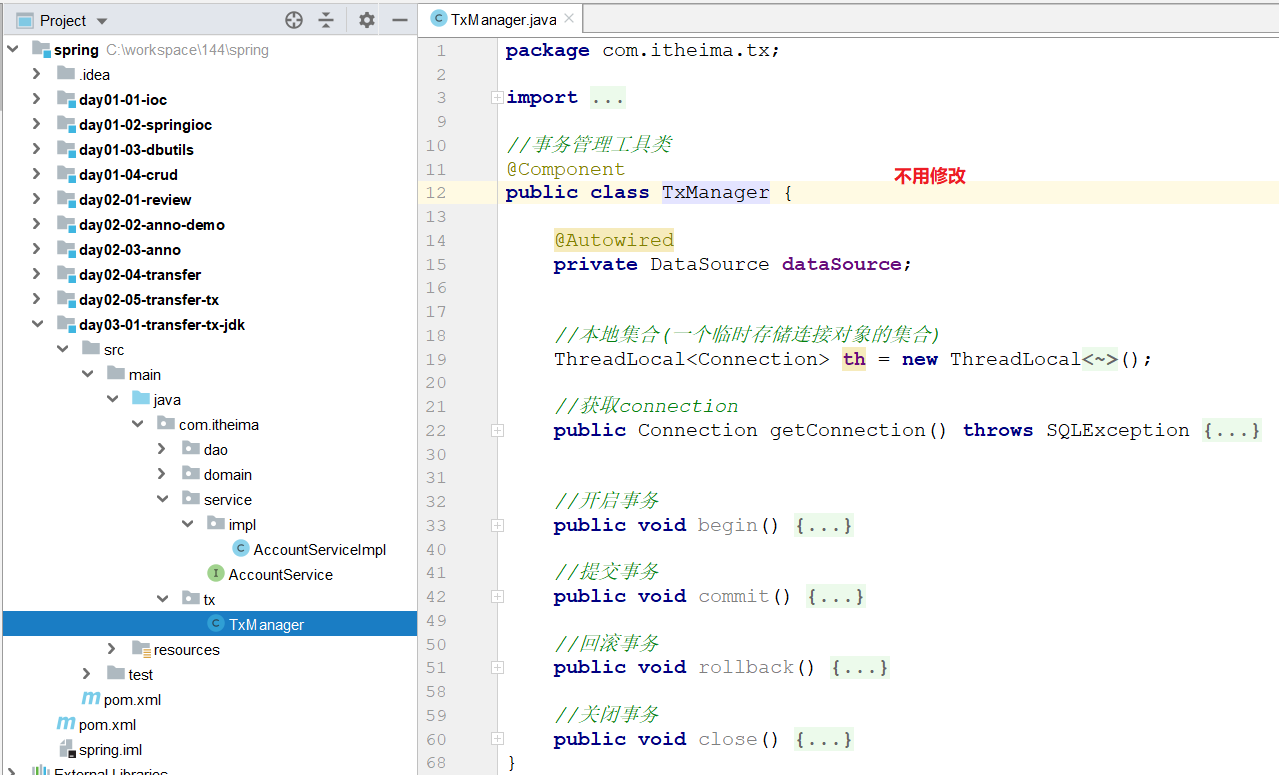 Project
spring C:\workspace\144\spring
.idea
day01-01-ioc
day01-02-springioc
day01-03-dbutils
day01-04-crud
day02-01-review
day02-02-anno-demo
day02-03-anno
day02-04-transfer
day02-05-transfer-tx
day03-01-transfer-tx-jdk
src
main
java
com.itheima
dao
domain
service
impl
AccountServiceImpl
AccountService
tx
TxManager
resources
test
pom.xml
pom.xml
spring.iml
External Libraries
TxManager.java
1 package com.itheima.tx;
2
3 import ...
9
10 //事务管理工具类
11 @Component
不用修改
12 public class TxManager {
13
14 @Autowired
15 private DataSource dataSource;
16
17
18 //本地集合(一个临时存储连接对象的集合)
19 ThreadLocal<Connection> th = new ThreadLocal<~>();
20
21 //获取connection
22 public Connection getConnection() throws SQLException {...}
30
31
32 //开启事务
33 public void begin() {...}
40
41 //提交事务
42 public void commit() {...}
49
50 //回滚事务
51 public void rollback() {...}
58
59 //关闭事务
60 public void close() {...}
68 }